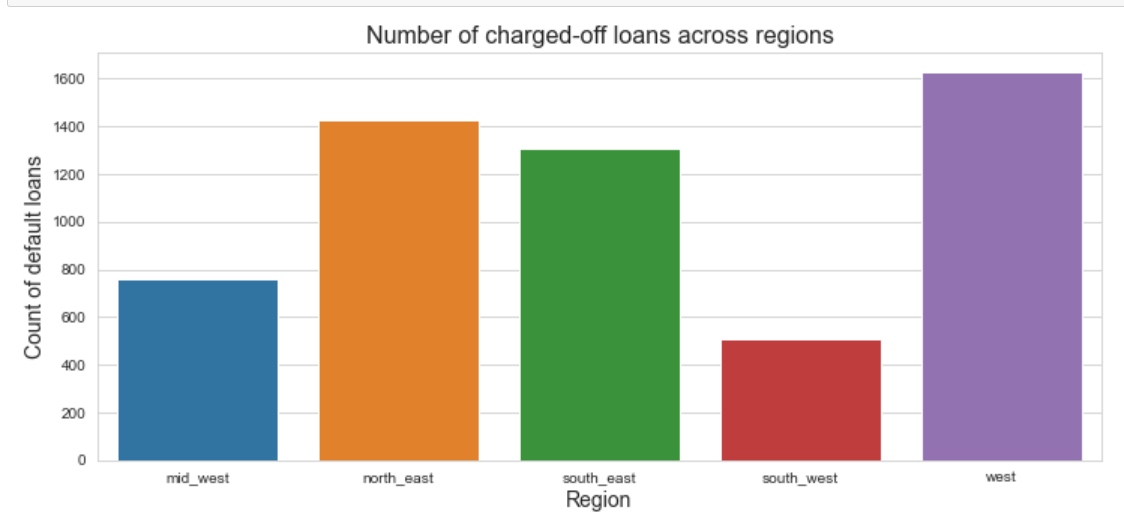 Number of charged-off loans across regions
Count of default loans
1600
1400
1200
1000
800
600
400
200
0
mid_west north_east south_east south_west west
Region